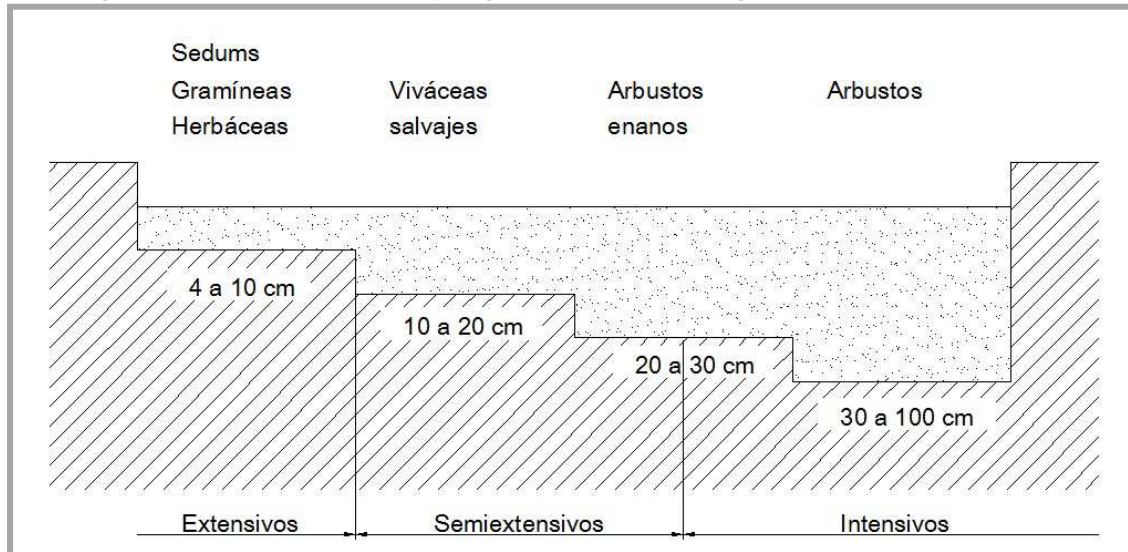 Sedums
Gramíneas
Herbáceas
Viváceas
salvajes
Arbustos
enanos
Arbustos
4 a 10 cm
10 a 20 cm
20 a 30 cm
30 a 100 cm
Extensivos
Semiextensivos
Intensivos